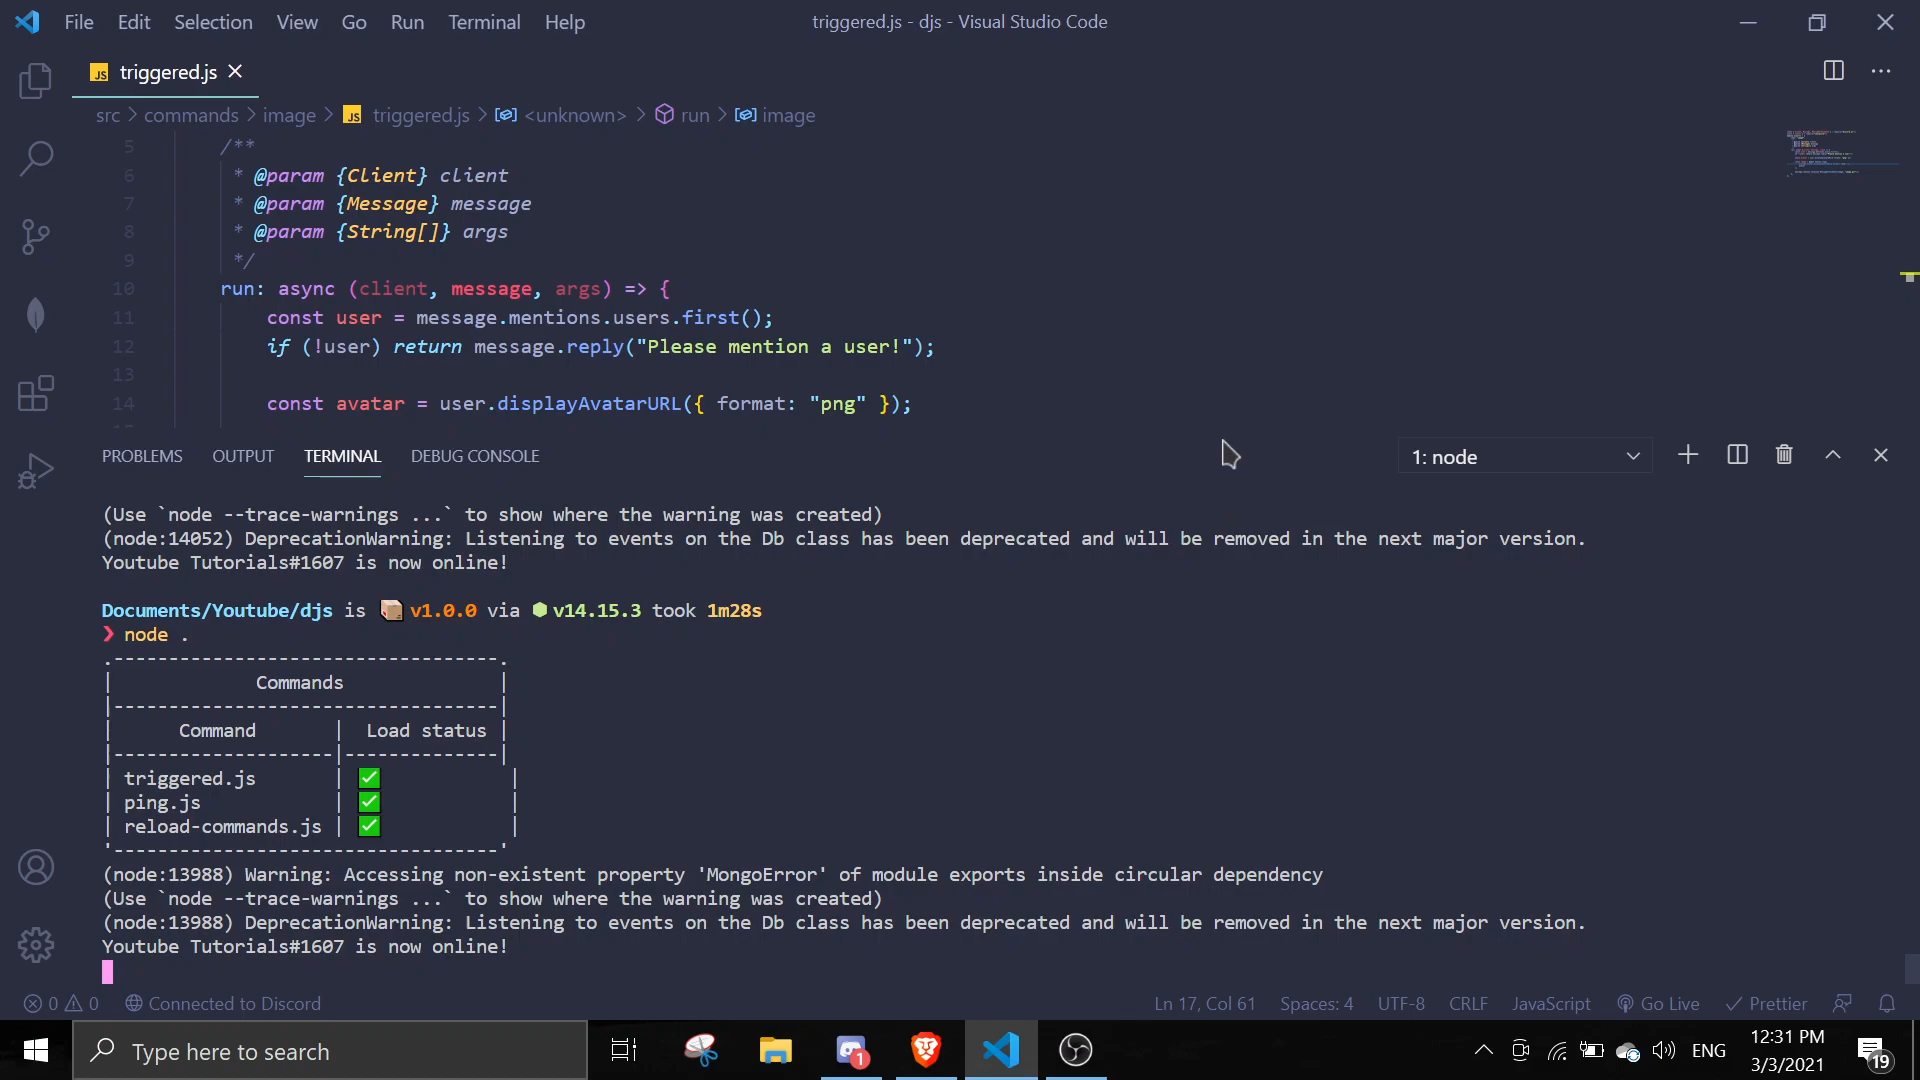 File Edit Selection View Go Run Terminal Help
triggered.js - djs - Visual Studio Code
JS triggered.js
src > commands > image > JS triggered.js > <unknown> > run > image
5 /**
6 * @param {Client} client
7 * @param {Message} message
8 * @param {String[]} args
9 */
10 run: async (client, message, args) => {
11 const user = message.mentions.users.first();
12 if (!user) return message.reply("Please mention a user!");
13
14 const avatar = user.displayAvatarURL({ format: "png" });
PROBLEMS OUTPUT TERMINAL DEBUG CONSOLE
1: node
(Use `node --trace-warnings ...` to show where the warning was created)
(node:14052) DeprecationWarning: Listening to events on the Db class has been deprecated and will be removed in the next major version.
Youtube Tutorials#1607 is now online!
Documents/Youtube/djs is 📦 v1.0.0 via ⬢ v14.15.3 took 1m28s
❯ node .
.-----------------------------------.
| Commands |
|-----------------------------------|
| Command | Load status |
|--------------------|--------------|
| triggered.js | ✅ |
| ping.js | ✅ |
| reload-commands.js | ✅ |
'-----------------------------------'
(node:13988) Warning: Accessing non-existent property 'MongoError' of module exports inside circular dependency
(Use `node --trace-warnings ...` to show where the warning was created)
(node:13988) DeprecationWarning: Listening to events on the Db class has been deprecated and will be removed in the next major version.
Youtube Tutorials#1607 is now online!
0 0 Connected to Discord
Ln 17, Col 61 Spaces: 4 UTF-8 CRLF JavaScript Go Live Prettier
Type here to search
1
ENG
12:31 PM
3/3/2021
19